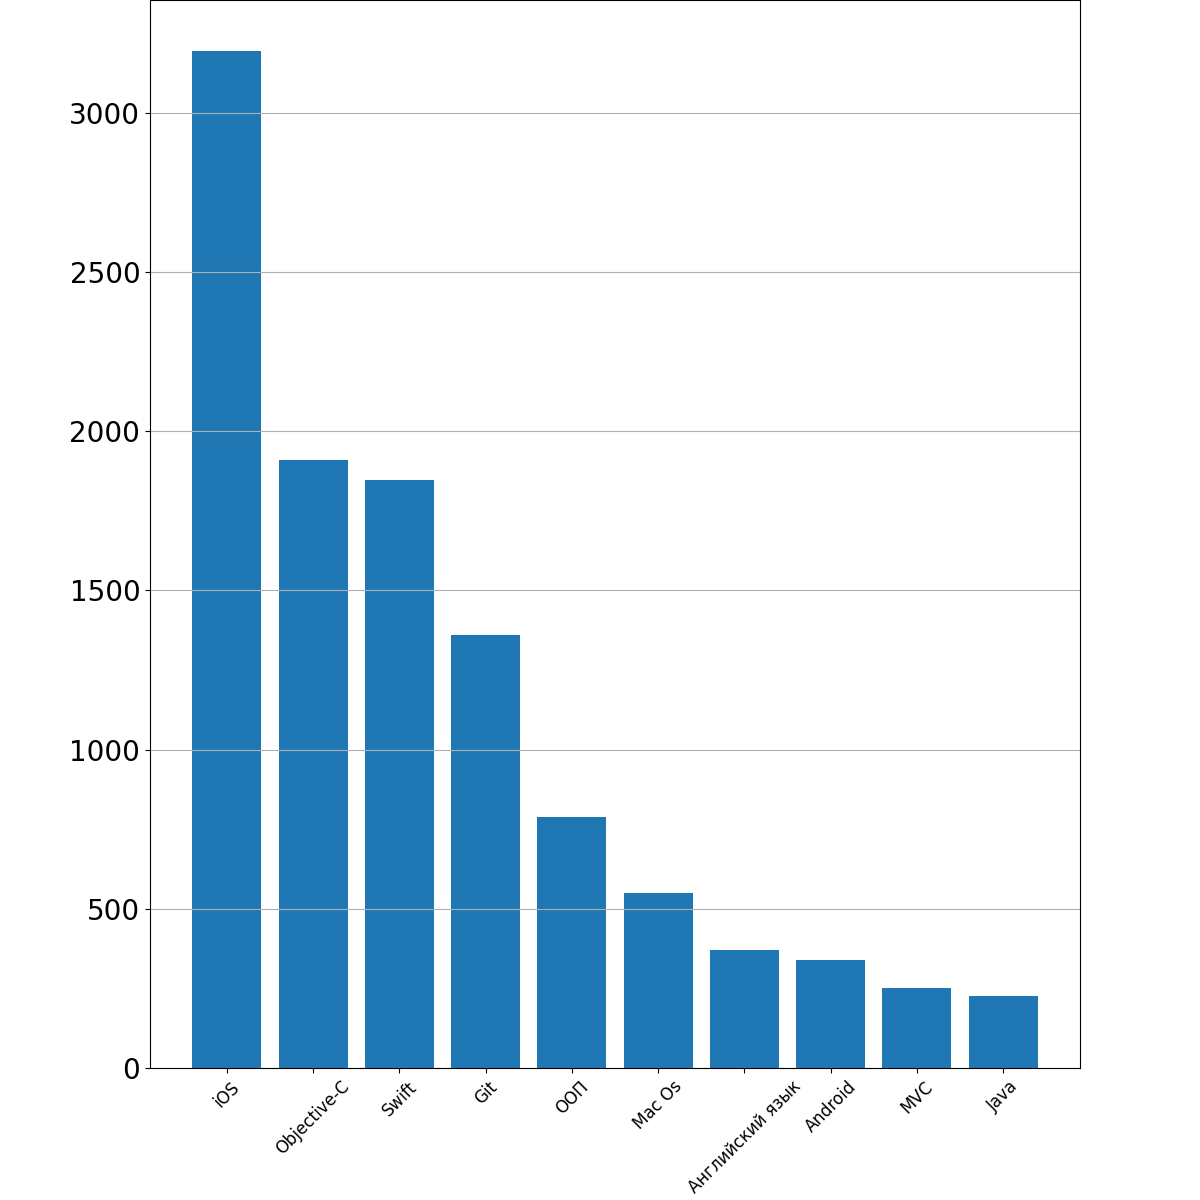 3000
2500
2000
1500
1000
500
0
iOS
Objective-C
Swift
Git
ООП
Mac Os
Английский язык
Android
MVC
Java